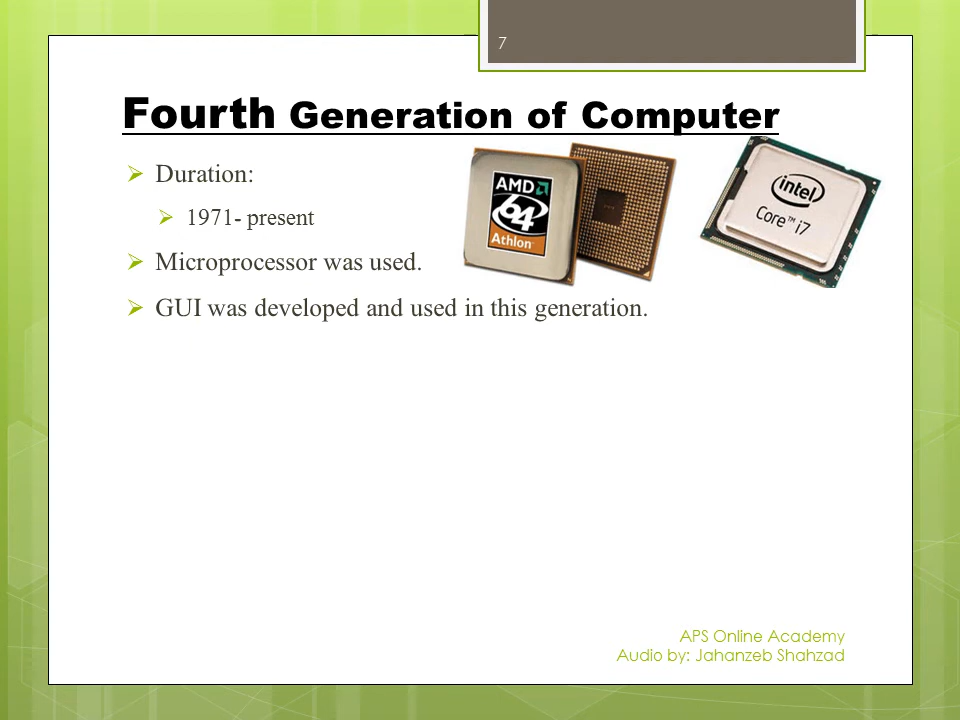 7
Fourth Generation of Computer
Duration:
1971- present
Microprocessor was used.
GUI was developed and used in this generation.
AMD
64
Athlon™
intel
Core™ i7
APS Online Academy
Audio by: Jahanzeb Shahzad